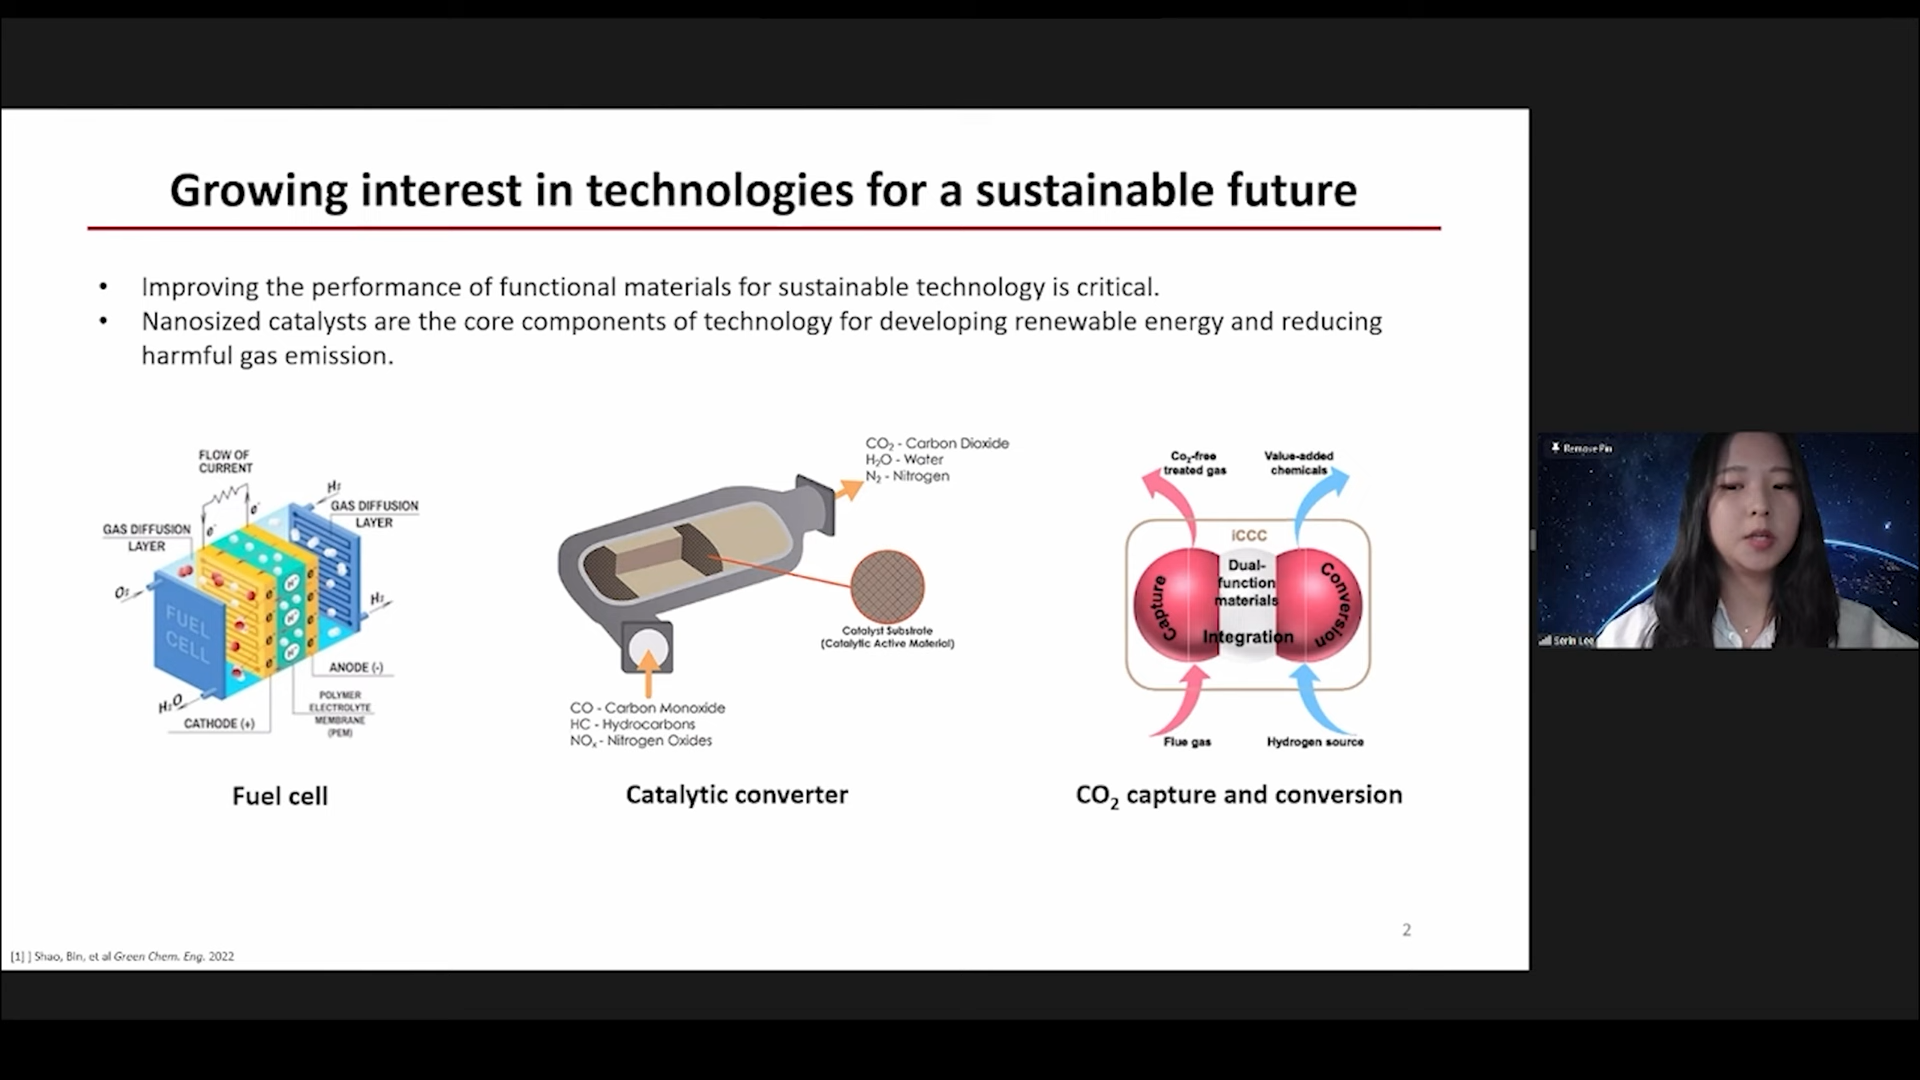 Growing interest in technologies for a sustainable future
• Improving the performance of functional materials for sustainable technology is critical.
• Nanosized catalysts are the core components of technology for developing renewable energy and reducing
harmful gas emission.
FLOW OF
CURRENT
H₂
GAS DIFFUSION
LAYER
GAS DIFFUSION
LAYER
e⁻
e⁻
O₂
H₂
FUEL
CELL
H⁺
H⁺
H⁺
H₂O
ANODE (-)
POLYMER
ELECTROLYTE
MEMBRANE
(PEM)
CATHODE (+)
Fuel cell
CO₂ - Carbon Dioxide
H₂O - Water
N₂ - Nitrogen
Catalyst Substrate
(Catalytic Active Material)
CO - Carbon Monoxide
HC - Hydrocarbons
NOₓ - Nitrogen Oxides
Catalytic converter
Co₂-free
treated gas
Value-added
chemicals
iCCC
Dual-
function
materials
Capture
Conversion
Integration
Flue gas
Hydrogen source
CO₂ capture and conversion
2
[1] ] Shao, Bin, et al Green Chem. Eng. 2022
Remove Pin
Serin Lee